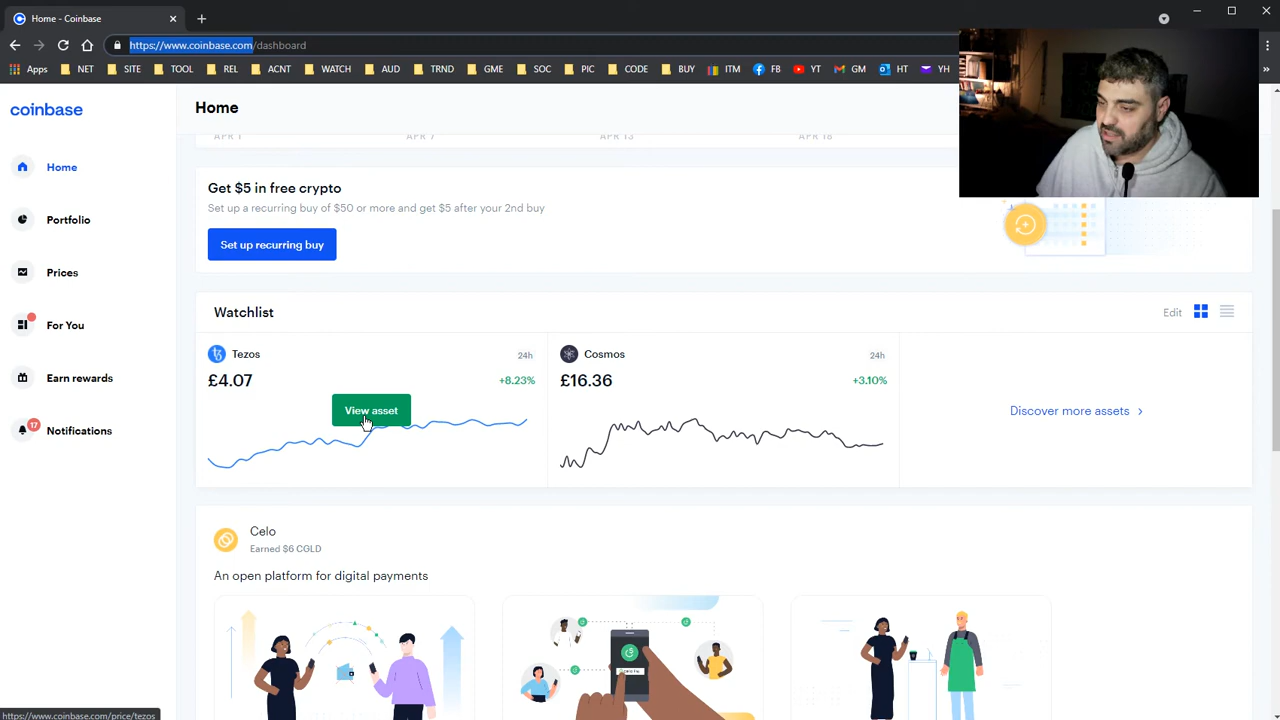 Home - Coinbase
https://www.coinbase.com/dashboard
Apps NET SITE TOOL REL ACNT WATCH AUD TRND GME SOC PIC CODE BUY ITM FB YT GM HT YH
coinbase
Home
Portfolio
Prices
For You
Earn rewards
17
Notifications
Home
APR 1 APR 7 APR 13 APR 18
Get $5 in free crypto
Set up a recurring buy of $50 or more and get $5 after your 2nd buy
Set up recurring buy
Watchlist
Edit
Tezos 24h
£4.07 +8.23%
View asset
Cosmos 24h
£16.36 +3.10%
Discover more assets
Celo
Earned $6 CGLD
An open platform for digital payments
https://www.coinbase.com/price/tezos